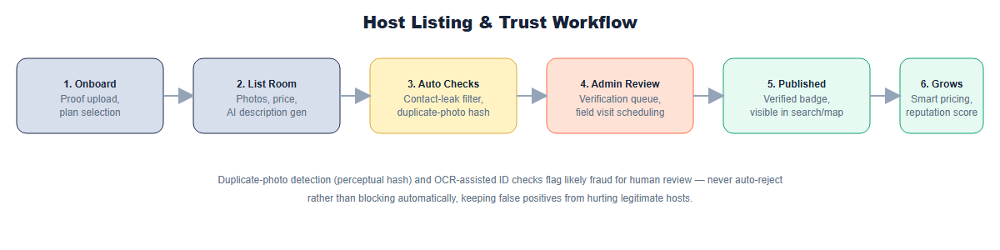 Host Listing & Trust Workflow
1. Onboard
Proof upload,
plan selection
2. List Room
Photos, price,
AI description gen
3. Auto Checks
Contact-leak filter,
duplicate-photo hash
4. Admin Review
Verification queue,
field visit scheduling
5. Published
Verified badge,
visible in search/map
6. Grows
Smart pricing,
reputation score
Duplicate-photo detection (perceptual hash) and OCR-assisted ID checks flag likely fraud for human review — never auto-reject
rather than blocking automatically, keeping false positives from hurting legitimate hosts.